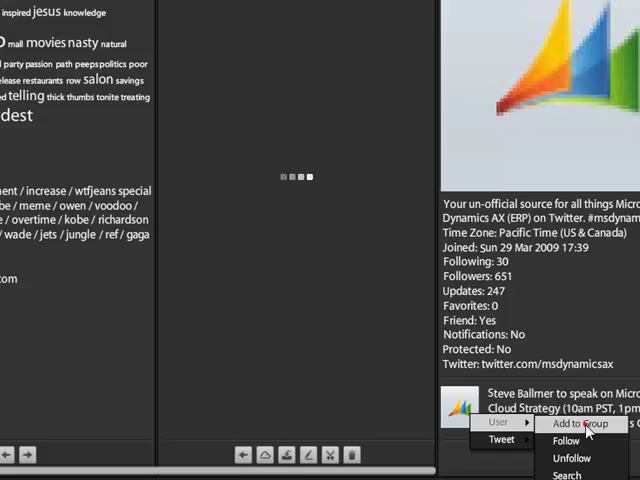 inspired jesus knowledge
mall movies nasty natural
party passion path peeps politics poor
elease restaurants row salon savings
ed telling thick thumbs tonite treating
dest
ent / increase / wtfjeans special
be / meme / owen / voodoo /
e / overtime / kobe / richardson
/ wade / jets / jungle / ref / gaga
com
Your un-official source for all things Micro
Dynamics AX (ERP) on Twitter. #msdynam
Time Zone: Pacific Time (US & Canada)
Joined: Sun 29 Mar 2009 17:39
Following: 30
Followers: 651
Updates: 247
Favorites: 0
Friend: Yes
Notifications: No
Protected: No
Twitter: twitter.com/msdynamicsax
Steve Ballmer to speak on Micro
Cloud Strategy (10am PST, 1pm
User
Tweet
Add to Group
Follow
Unfollow
Search